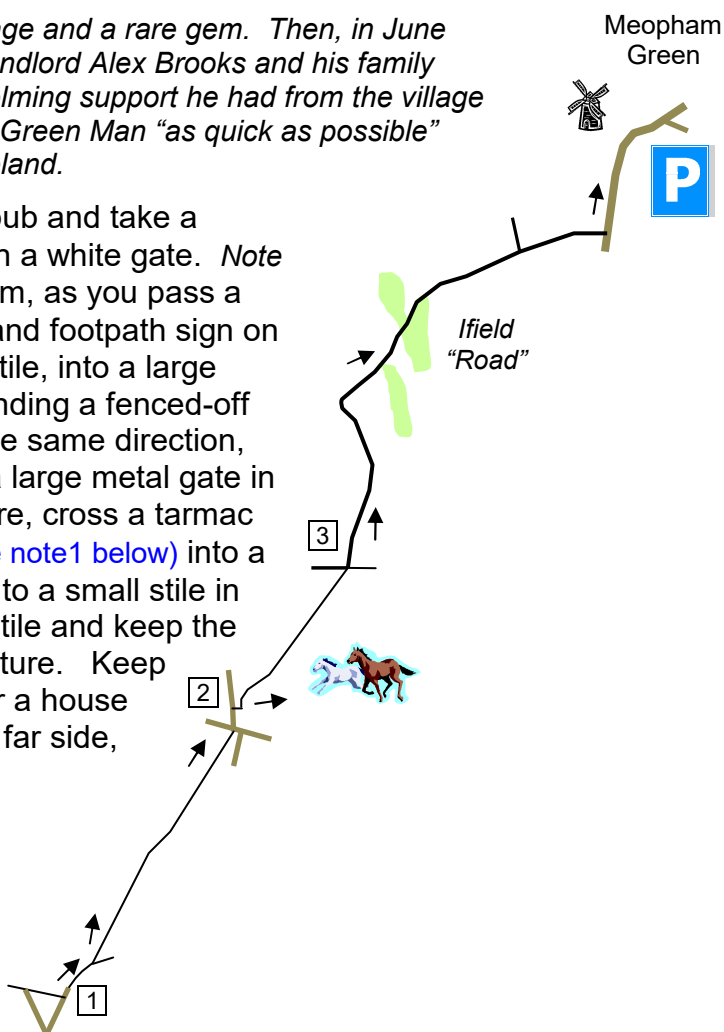 ge and a rare gem.  Then, in June
ndlord Alex Brooks and his family
lming support he had from the village
Green Man “as quick as possible”
land.
ub and take a
n a white gate.  Note
m, as you pass a
and footpath sign on
tile, into a large
nding a fenced-off
e same direction,
large metal gate in
re, cross a tarmac
note1 below) into a
to a small stile in
tile and keep the
ture.  Keep
r a house
far side,
Meopham
Green
P
Ifield
“Road”
3
2
1